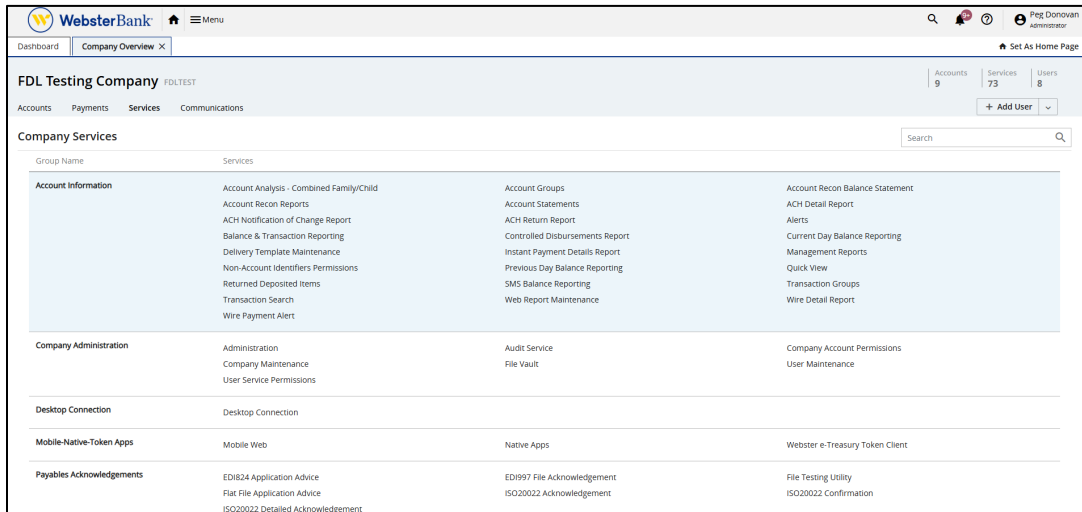 W WebsterBank Menu 9+ Peg Donovan
Administrator
Dashboard Company Overview × Set As Home Page
FDL Testing Company FDLTEST Accounts 9 Services 73 Users 8
Accounts Payments Services Communications + Add User
Company Services Search
Group Name Services
Account Information Account Analysis - Combined Family/Child Account Groups Account Recon Balance Statement
Account Recon Reports Account Statements ACH Detail Report
ACH Notification of Change Report ACH Return Report Alerts
Balance & Transaction Reporting Controlled Disbursements Report Current Day Balance Reporting
Delivery Template Maintenance Instant Payment Details Report Management Reports
Non-Account Identifiers Permissions Previous Day Balance Reporting Quick View
Returned Deposited Items SMS Balance Reporting Transaction Groups
Transaction Search Web Report Maintenance Wire Detail Report
Wire Payment Alert
Company Administration Administration Audit Service Company Account Permissions
Company Maintenance File Vault User Maintenance
User Service Permissions
Desktop Connection Desktop Connection
Mobile-Native-Token Apps Mobile Web Native Apps Webster e-Treasury Token Client
Payables Acknowledgements EDI824 Application Advice EDI997 File Acknowledgement File Testing Utility
Flat File Application Advice ISO20022 Acknowledgement ISO20022 Confirmation
ISO20022 Detailed Acknowledgement